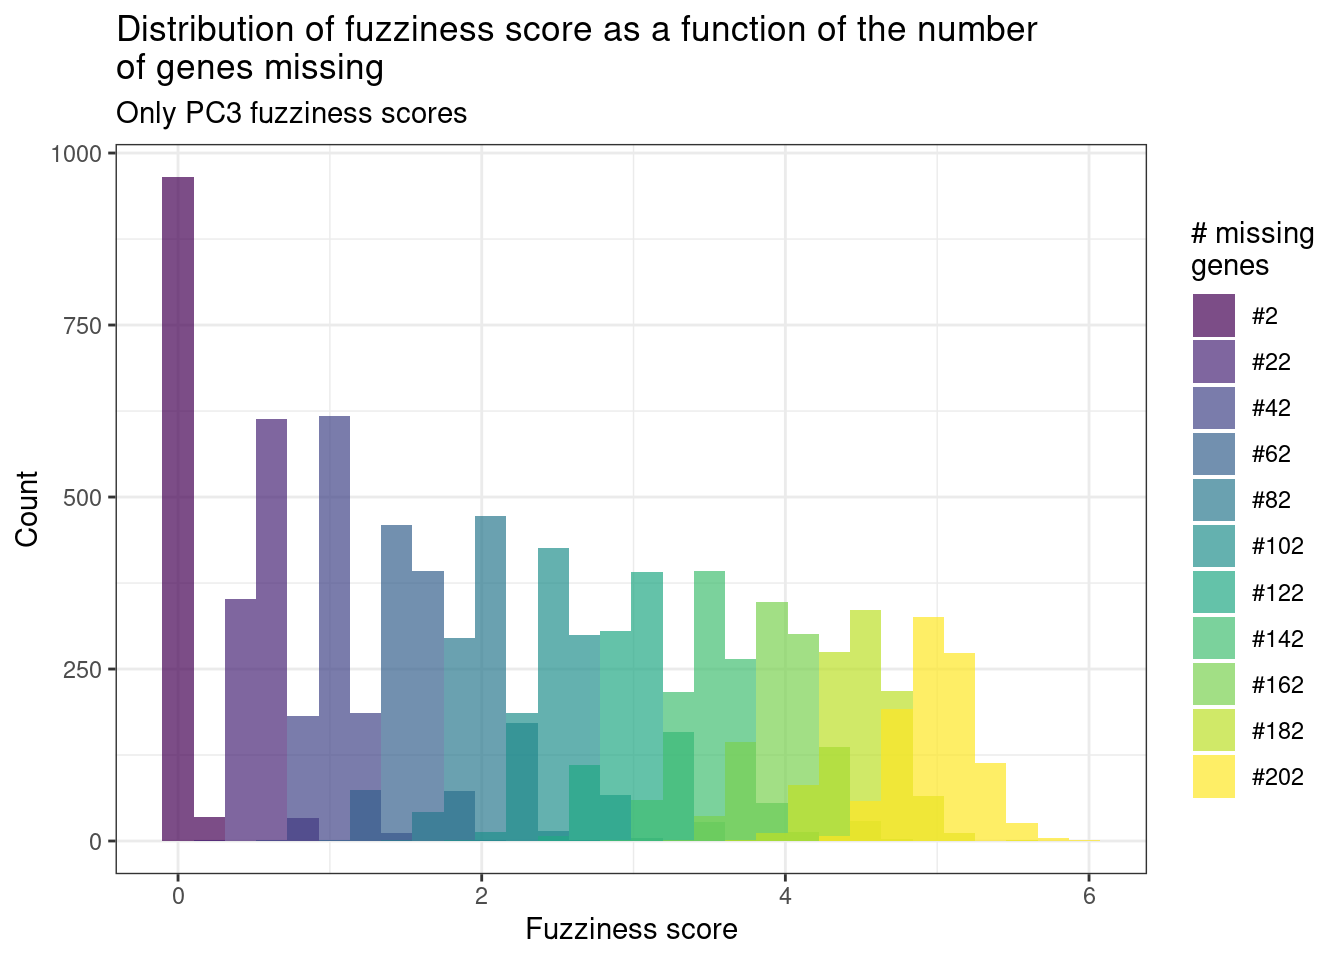 Distribution of fuzziness score as a function of the number
of genes missing
Only PC3 fuzziness scores
1000
750
500
250
0
Count
0 2 4 6
Fuzziness score
# missing
genes
#2
#22
#42
#62
#82
#102
#122
#142
#162
#182
#202